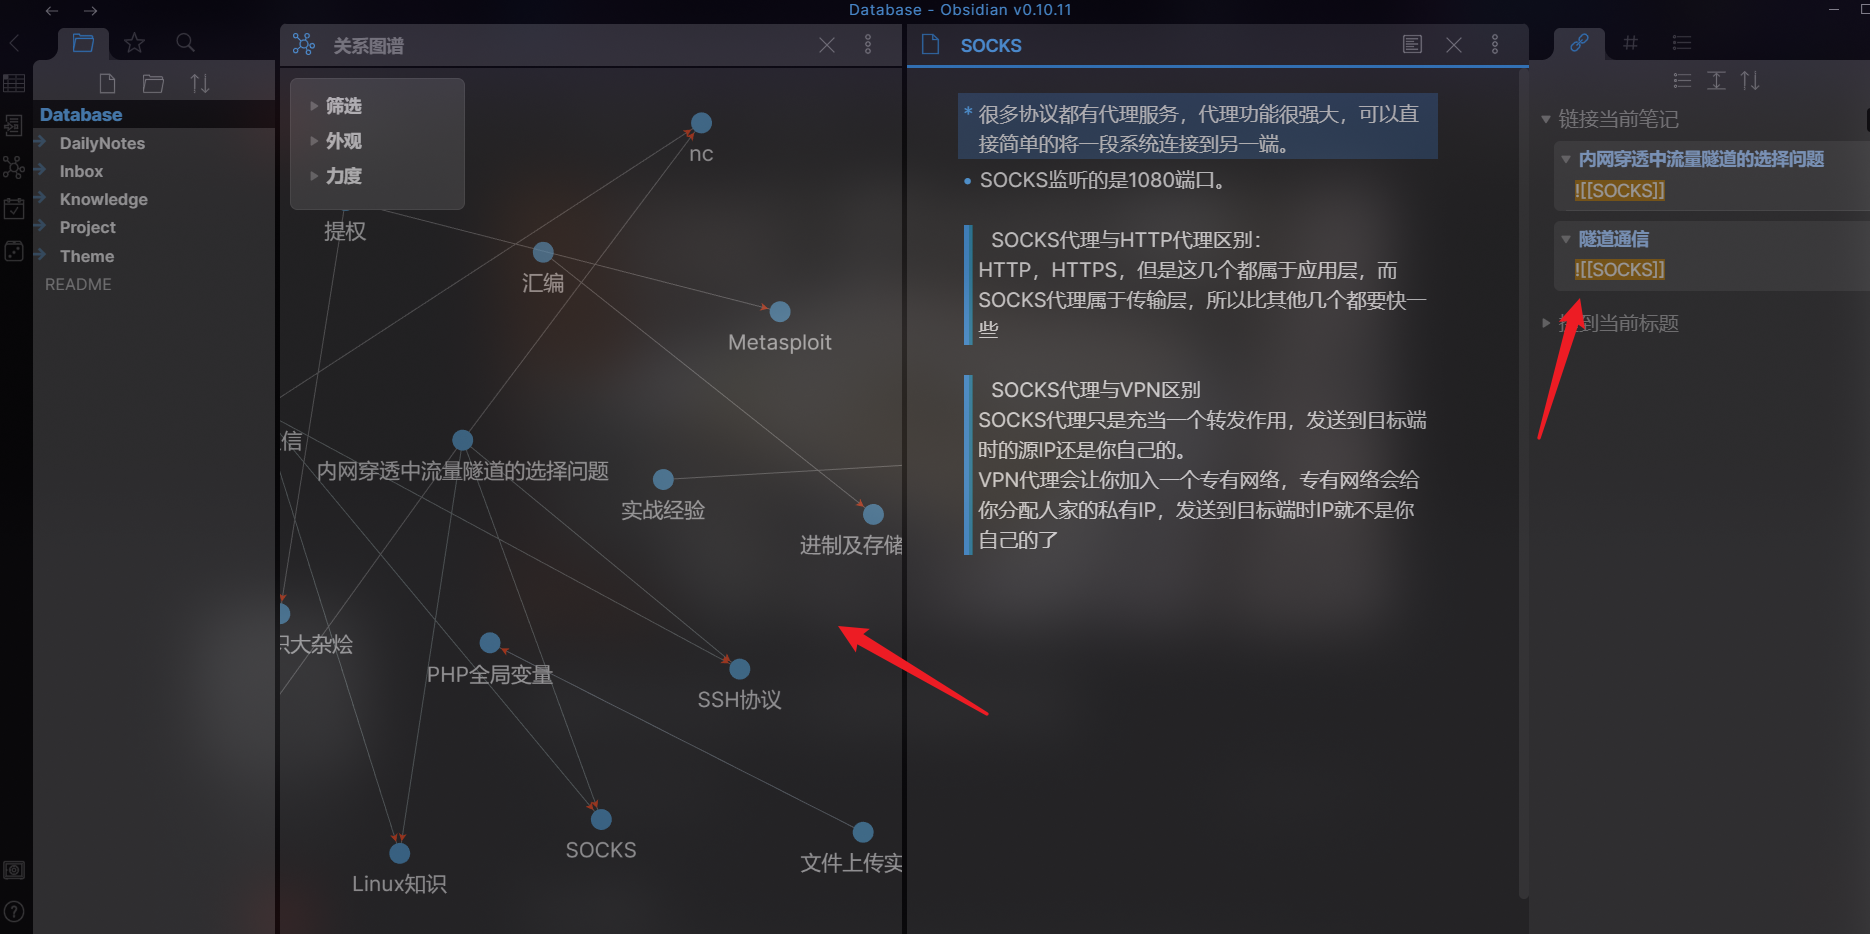 Database - Obsidian v0.10.11
Database
DailyNotes
Inbox
Knowledge
Project
Theme
README
关系图谱
筛选
外观
力度
提权
nc
汇编
Metasploit
信
内网穿透中流量隧道的选择问题
实战经验
进制及存储
识大杂烩
PHP全局变量
SSH协议
SOCKS
文件上传实
Linux知识
SOCKS
* 很多协议都有代理服务，代理功能很强大，可以直
接简单的将一段系统连接到另一端。
• SOCKS监听的是1080端口。
SOCKS代理与HTTP代理区别：
HTTP，HTTPS，但是这几个都属于应用层，而
SOCKS代理属于传输层，所以比其他几个都要快一
些
SOCKS代理与VPN区别
SOCKS代理只是充当一个转发作用，发送到目标端
时的源IP还是你自己的。
VPN代理会让你加入一个专有网络，专有网络会给
你分配人家的私有IP，发送到目标端时IP就不是你
自己的了
链接当前笔记
内网穿透中流量隧道的选择问题
![[SOCKS]]
隧道通信
![[SOCKS]]
到当前标题